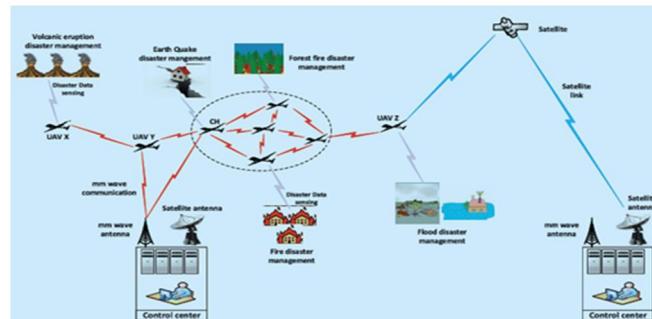 Volcanic eruption
disaster management
Disaster Data
sensing
UAV X
Earth Quake
disaster mangement
Forest fire disaster
management
CH
UAV Y
UAV Z
Satellite
Satellite
link
mm wave
communication
Satellite antenna
mm wave
antenna
Control center
Disaster Data
sensing
Fire disaster
management
Flood disaster
management
Satellite
antenna
mm wave
antenna
Control center